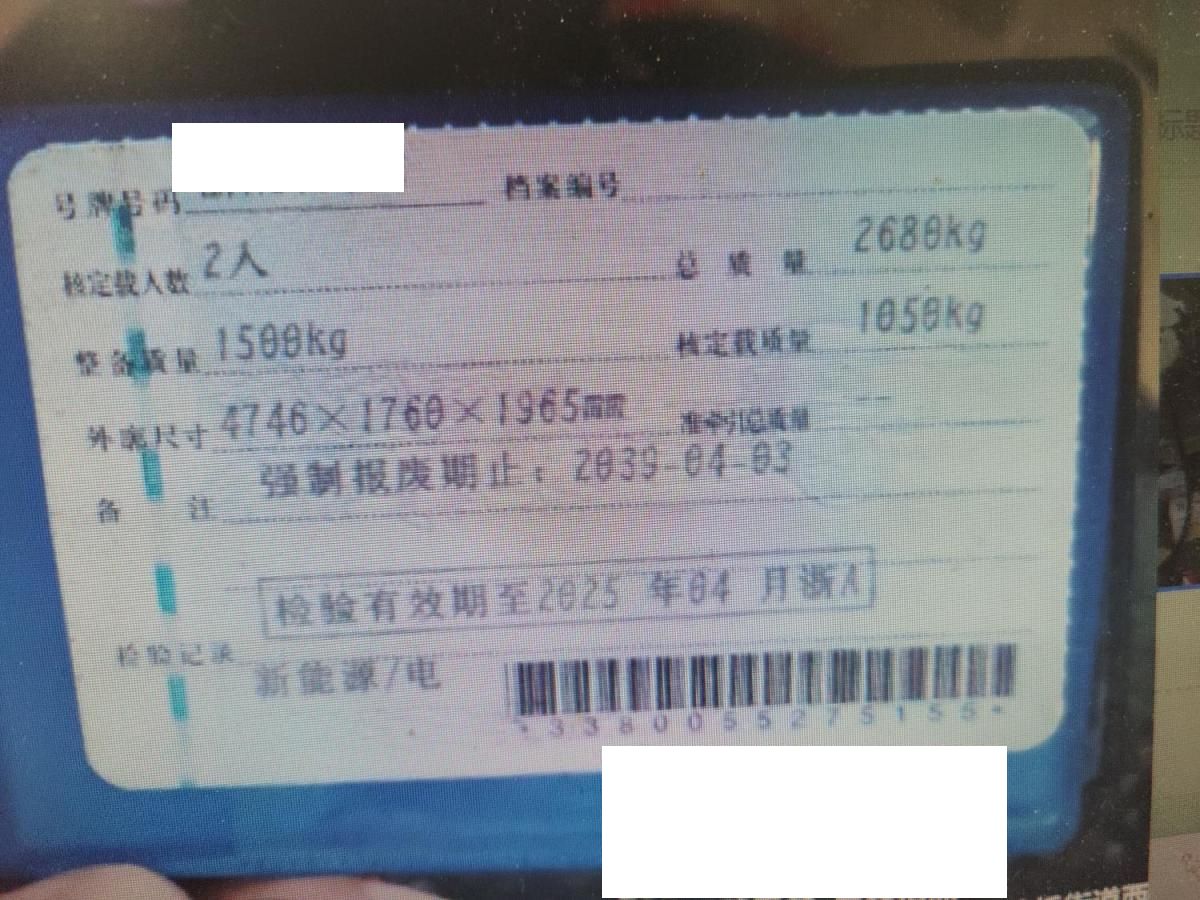 号牌号码 档案编号
核定载人数 2人 总质量 2680kg
整备质量 1500kg 核定载质量 1050kg
外廓尺寸 4746×1760×1965mm 准牵引总质量 --
备注 强制报废期止：2039-04-03
检验有效期至2025 年04 月浙A
检验记录
新能源/电
*3380055275155*
街道西